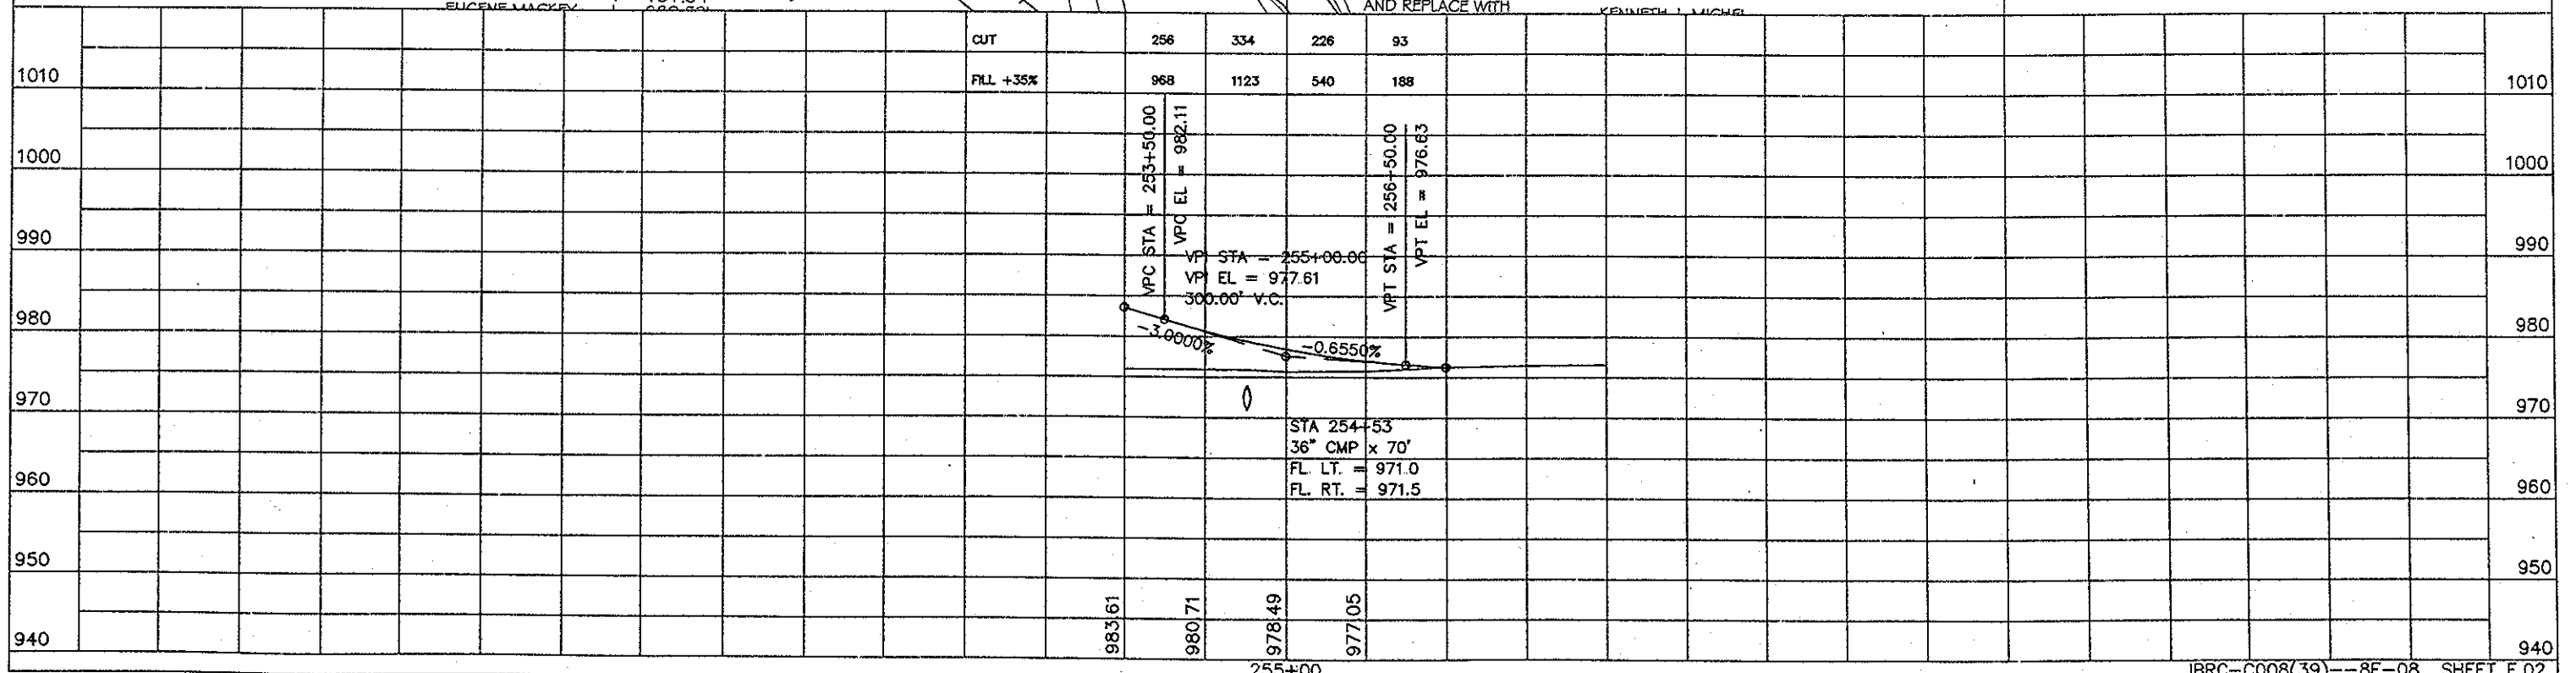 AND REPLACE WITH
CUT 256 334 226 93
FILL +35% 968 1123 540 188
1010 1010
1000 1000
990 990
980 980
970 970
960 960
950 950
940 940
VPC STA = 253+50.00
VPC EL = 982.11
VPI STA = 255+00.00
VPI EL = 977.61
300.00' V.C.
VPT STA = 256+50.00
VPT EL = 976.63
-3.0000%
-0.6550%
STA 254+53
36" CMP x 70'
FL. LT. = 971.0
FL. RT. = 971.5
983.61
980.71
978.49
977.05
255+00
SHEET F.02